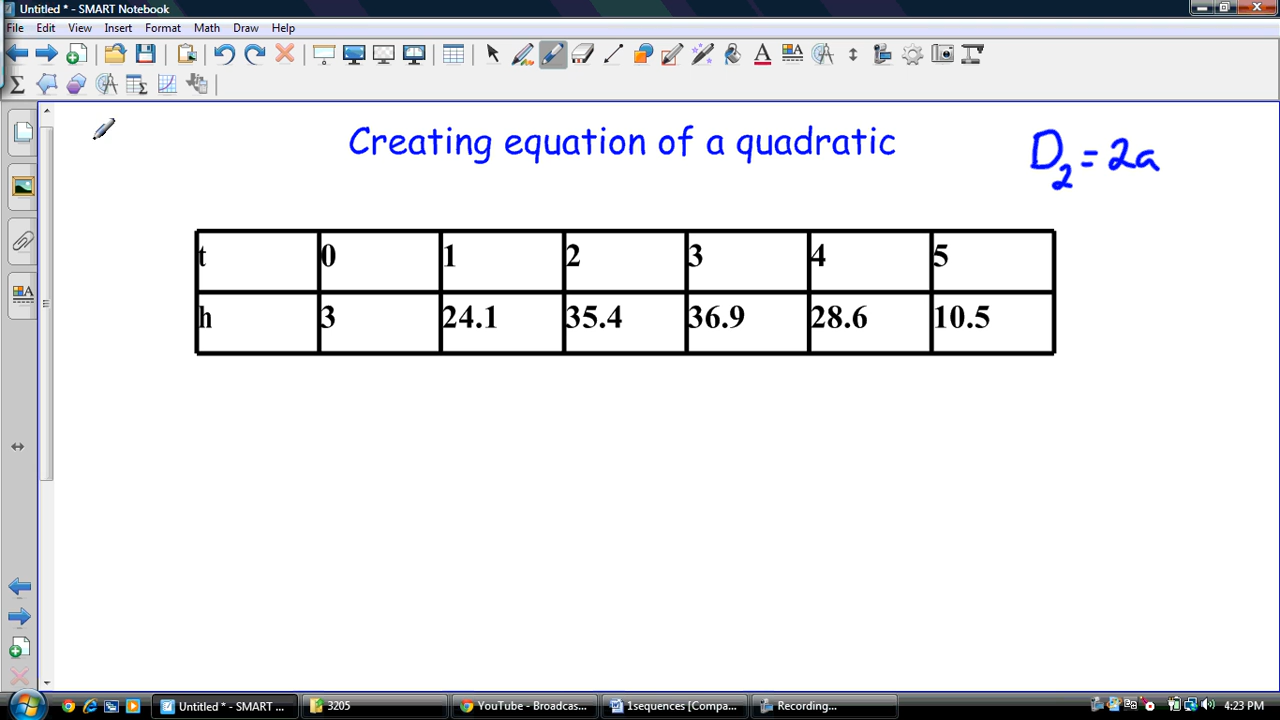 Untitled * - SMART Notebook
File Edit View Insert Format Math Draw Help
Creating equation of a quadratic
D₂ = 2a
t 0 1 2 3 4 5
h 3 24.1 35.4 36.9 28.6 10.5
Untitled * - SMART ... 3205 YouTube - Broadcas... 1sequences [Compa... Recording... 4:23 PM